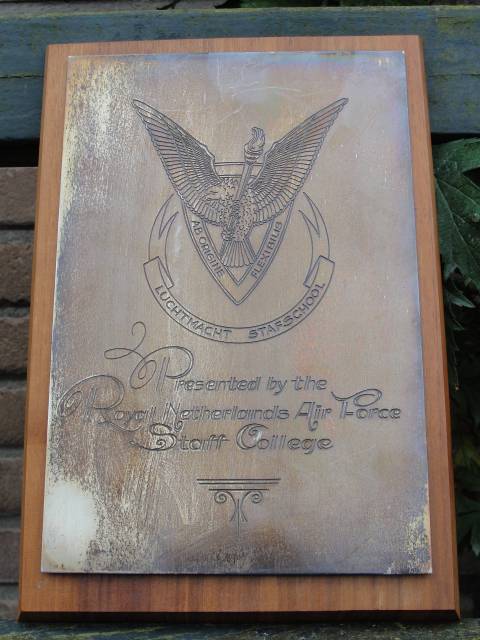 AB ORIGINE FLEXIBILIS
LUCHTMACHT STAFSCHOOL
Presented by the
Royal Netherlands Air Force
Staff College